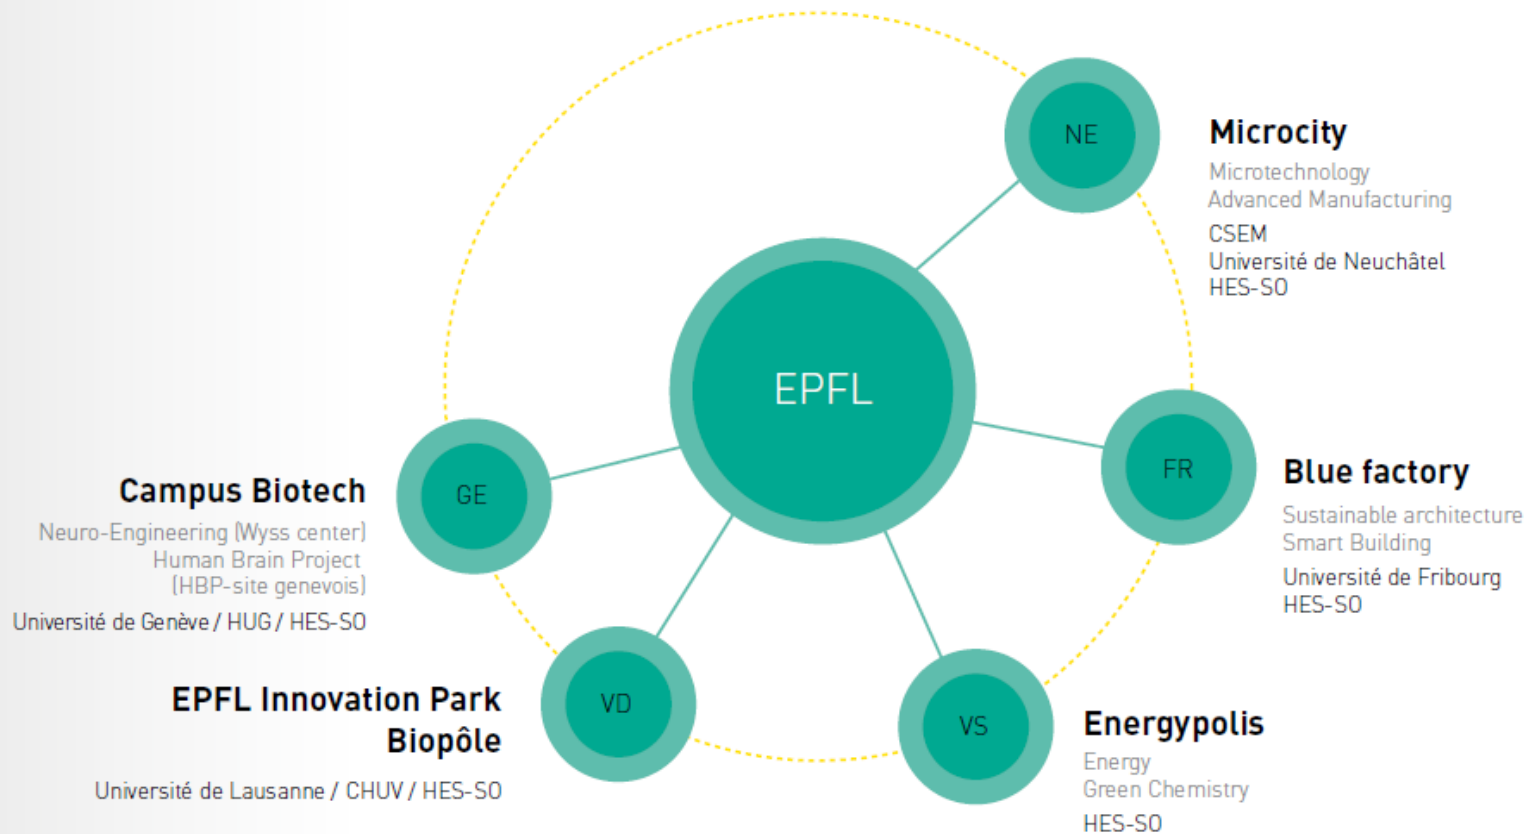 NE
Microcity
Microtechnology
Advanced Manufacturing
CSEM
Université de Neuchâtel
HES-SO
EPFL
FR
Blue factory
Sustainable architecture
Smart Building
Université de Fribourg
HES-SO
GE
Campus Biotech
Neuro-Engineering (Wyss center)
Human Brain Project
(HBP-site genevois)
Université de Genève / HUG / HES-SO
VD
EPFL Innovation Park
Biopôle
Université de Lausanne / CHUV / HES-SO
VS
Energypolis
Energy
Green Chemistry
HES-SO